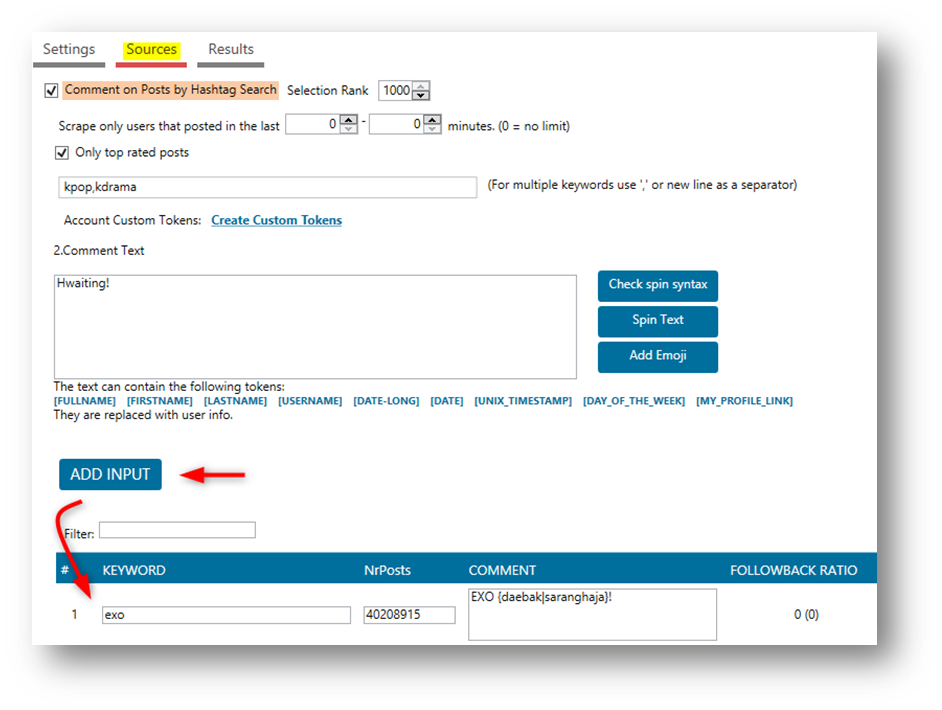 Settings Sources Results
Comment on Posts by Hashtag Search Selection Rank 1000
Scrape only users that posted in the last 0 - 0 minutes. (0 = no limit)
Only top rated posts
kpop,kdrama (For multiple keywords use ',' or new line as a separator)
Account Custom Tokens: Create Custom Tokens
2.Comment Text
Hwaiting!
Check spin syntax
Spin Text
Add Emoji
The text can contain the following tokens:
[FULLNAME] [FIRSTNAME] [LASTNAME] [USERNAME] [DATE-LONG] [DATE] [UNIX_TIMESTAMP] [DAY_OF_THE_WEEK] [MY_PROFILE_LINK]
They are replaced with user info.
ADD INPUT
Filter:
# KEYWORD NrPosts COMMENT FOLLOWBACK RATIO
1 exo 40208915 EXO {daebak|saranghaja}! 0 (0)